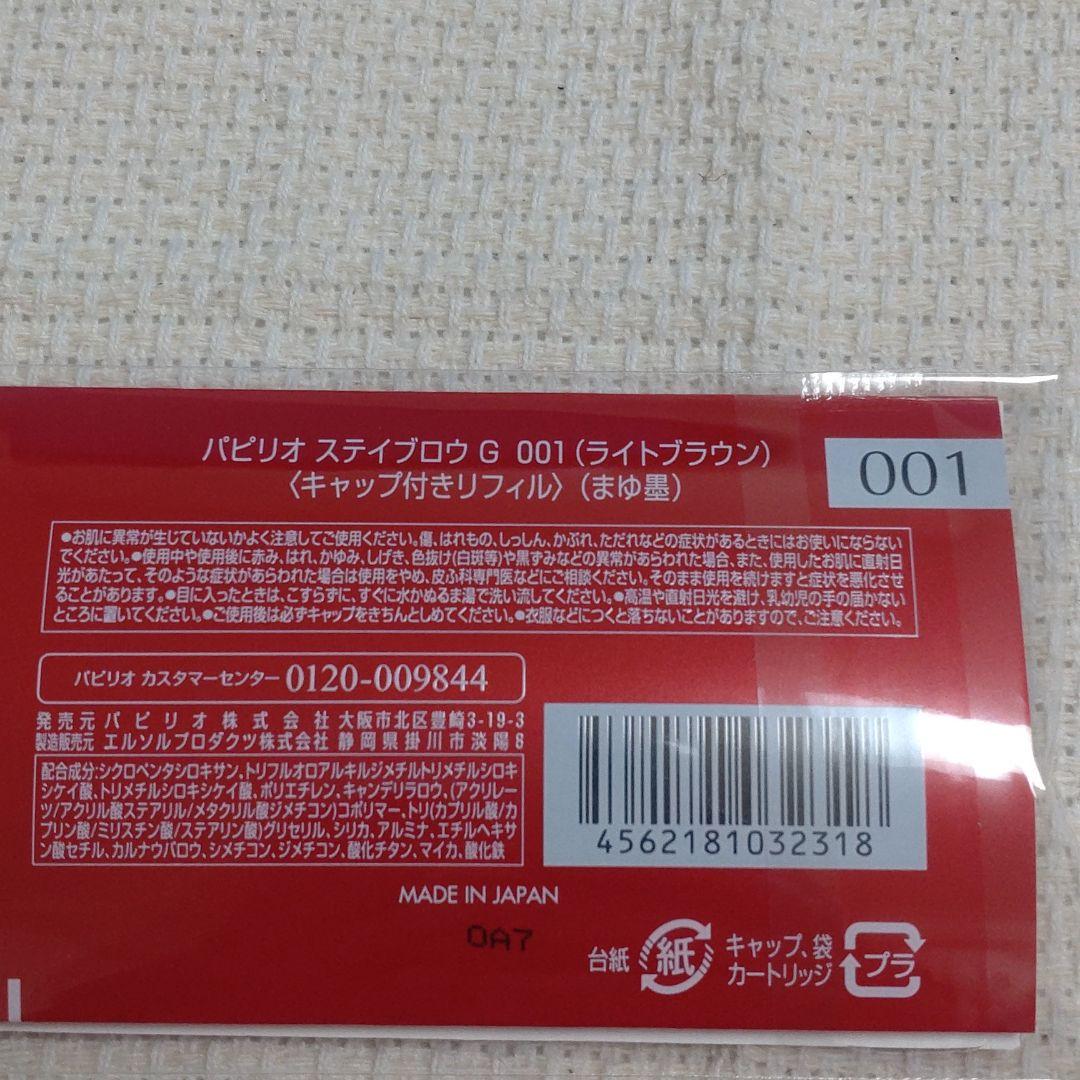 パピリオ ステイブロウ G 001(ライトブラウン)
〈キャップ付きリフィル〉(まゆ墨)
001
●お肌に異常が生じていないかよく注意してご使用ください。傷、はれもの、しっしん、かぶれ、ただれなどの症状があるときにはお使いにならない
でください。●使用中や使用後に赤み、はれ、かゆみ、しげき、色抜け(白斑等)や黒ずみなどの異常があらわれた場合、また、使用したお肌に直射日
光があたって、そのような症状があらわれた場合は使用をやめ、皮ふ科専門医などにご相談ください。そのまま使用を続けますと症状を悪化させ
ることがあります。●目に入ったときは、こすらずに、すぐに水かぬるま湯で洗い流してください。●高温や直射日光を避け、乳幼児の手の届かない
ところに置いてください。●ご使用後は必ずキャップをきちんとしめてください。●衣服などにつくと落ちないことがありますので、ご注意ください。
パピリオ カスタマーセンター 0120-009844
発売元 パピリオ株式会社 大阪市北区豊崎3-19-3
製造販売元 エルソルプロダクツ株式会社 静岡県掛川市淡陽8
配合成分:シクロペンタシロキサン、トリフルオロアルキルジメチルトリメチルシロキ
シケイ酸、トリメチルシロキシケイ酸、ポリエチレン、キャンデリラロウ、(アクリレー
ツ/アクリル酸ステアリル/メタクリル酸ジメチコン)コポリマー、トリ(カプリル酸/カ
プリン酸/ミリスチン酸/ステアリン酸)グリセリル、シリカ、アルミナ、エチルヘキサ
ン酸セチル、カルナウバロウ、シメチコン、ジメチコン、酸化チタン、マイカ、酸化鉄
4562181032318
MADE IN JAPAN
0A7
台紙 紙 キャップ、袋
カートリッジ プラ